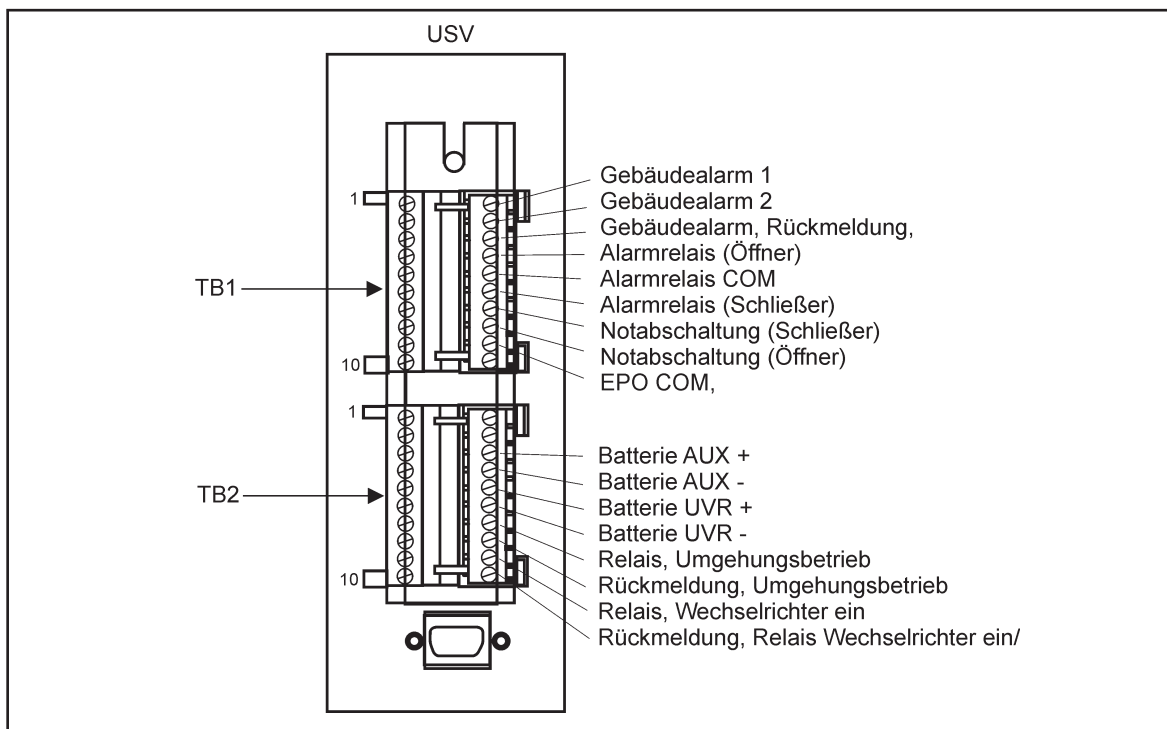 USV
1
10
TB1
Gebäudealarm 1
Gebäudealarm 2
Gebäudealarm, Rückmeldung,
Alarmrelais (Öffner)
Alarmrelais COM
Alarmrelais (Schließer)
Notabschaltung (Schließer)
Notabschaltung (Öffner)
EPO COM,
1
10
TB2
Batterie AUX +
Batterie AUX -
Batterie UVR +
Batterie UVR -
Relais, Umgehungsbetrieb
Rückmeldung, Umgehungsbetrieb
Relais, Wechselrichter ein
Rückmeldung, Relais Wechselrichter ein/